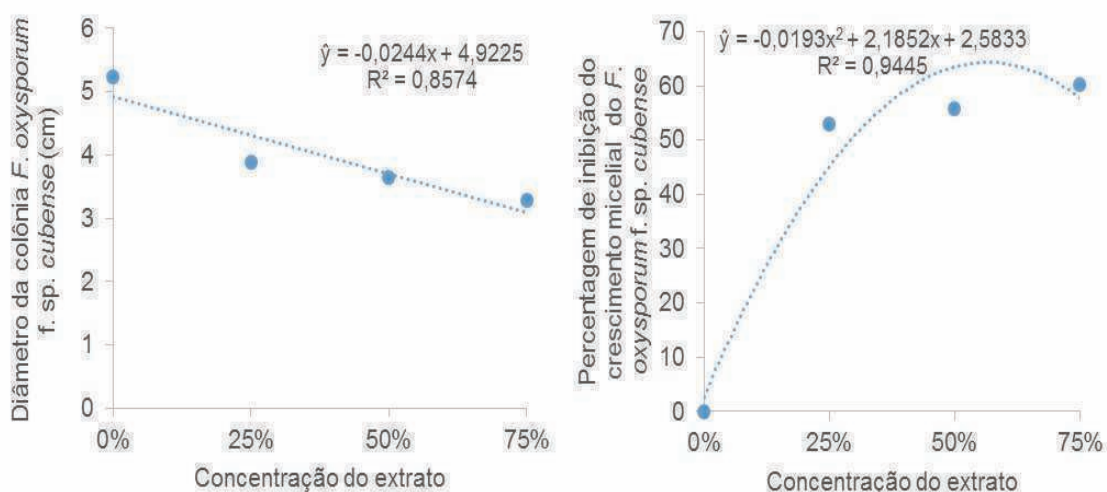 Diâmetro da colônia F. oxysporum
f. sp. cubense (cm)
6
5
4
3
2
1
0
ŷ = -0,0244x + 4,9225
R² = 0,8574
0% 25% 50% 75%
Concentração do extrato
Percentagem de inibição do
crescimento micelial do F.
oxysporum f. sp. cubense
70
60
50
40
30
20
10
0
ŷ = -0,0193x² + 2,1852x + 2,5833
R² = 0,9445
0% 25% 50% 75%
Concentração do extrato